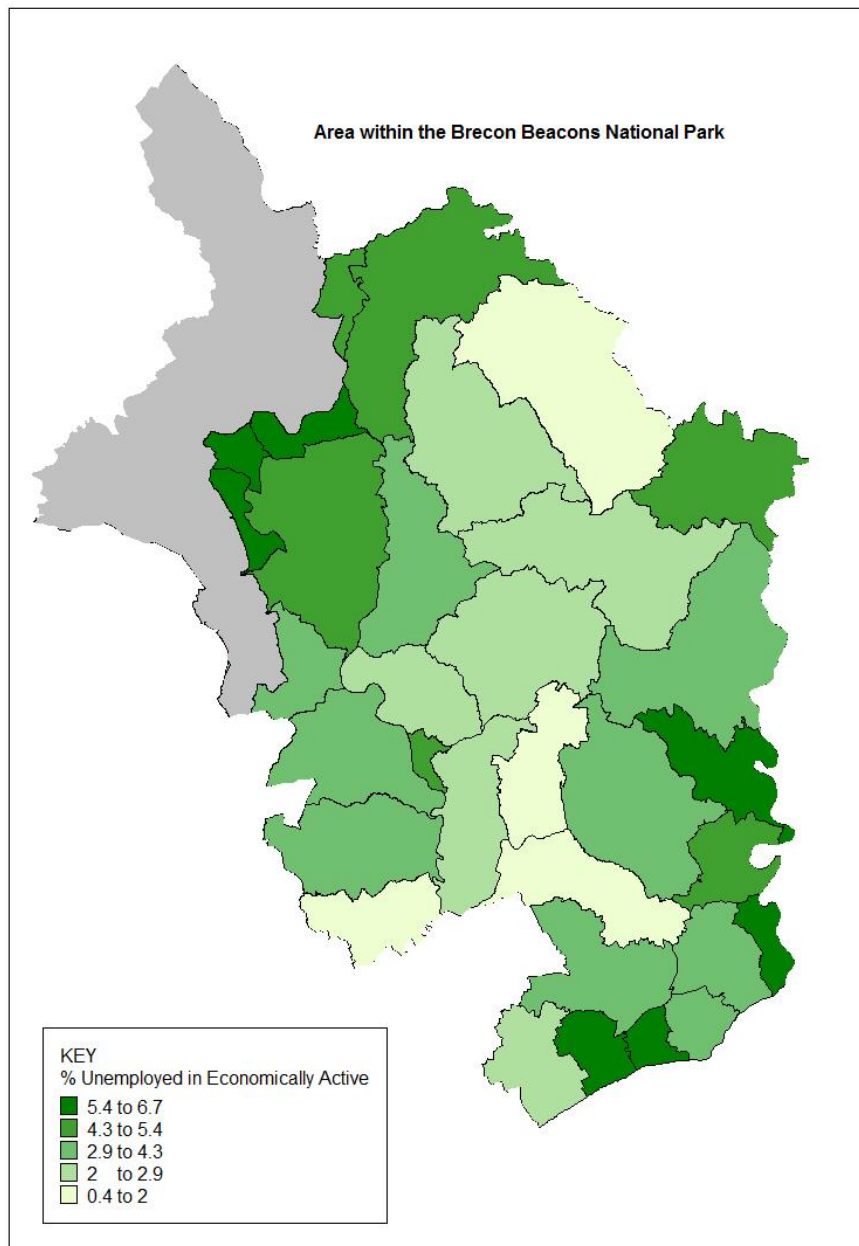 Area within the Brecon Beacons National Park
KEY
% Unemployed in Economically Active
5.4 to 6.7
4.3 to 5.4
2.9 to 4.3
2 to 2.9
0.4 to 2